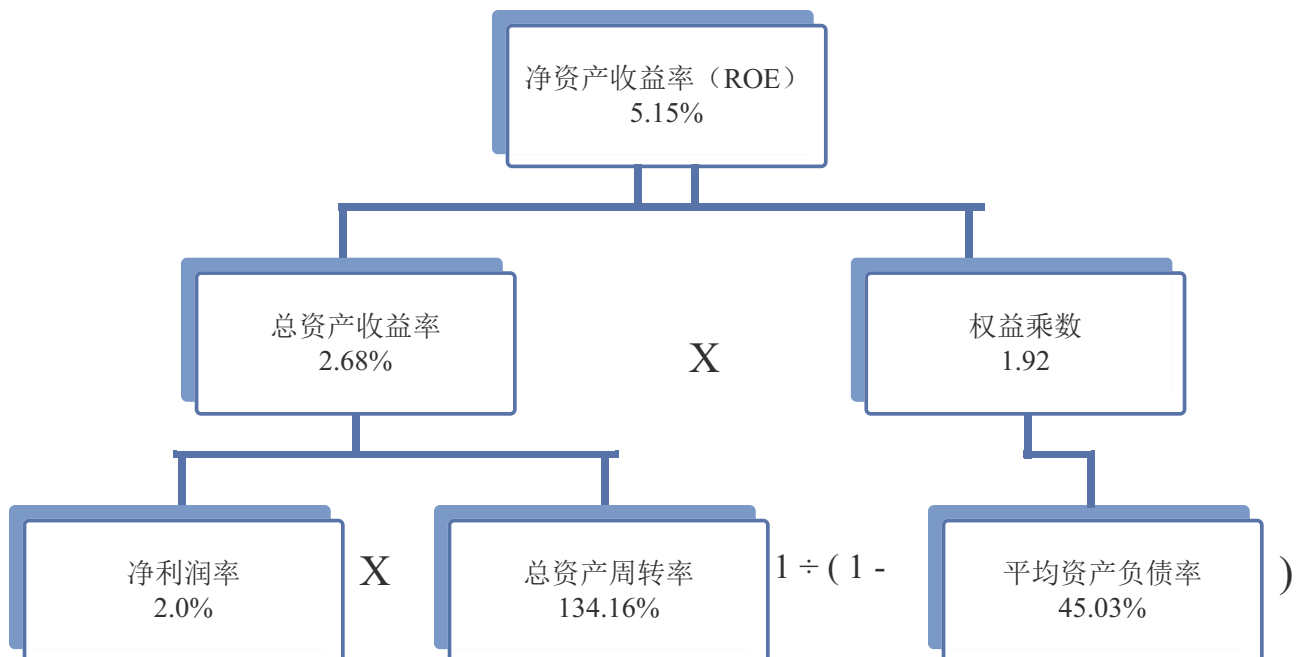 净资产收益率（ROE）
5.15%
总资产收益率
2.68%
X
权益乘数
1.92
净利润率
2.0%
X
总资产周转率
134.16%
1 ÷ ( 1 -
平均资产负债率
45.03%
)